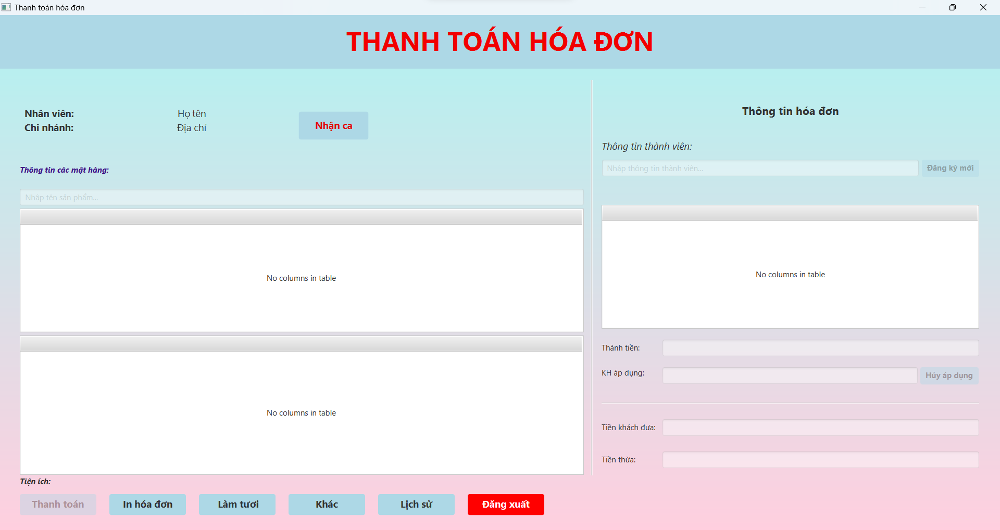 Thanh toán hóa đơn
THANH TOÁN HÓA ĐƠN
Nhân viên:
Họ tên
Chi nhánh:
Địa chỉ
Nhận ca
Thông tin các mặt hàng:
Nhập tên sản phẩm...
No columns in table
No columns in table
Tiện ích:
Thanh toán
In hóa đơn
Làm tươi
Khác
Lịch sử
Đăng xuất
Thông tin hóa đơn
Thông tin thành viên:
Nhập thông tin thành viên...
Đăng ký mới
No columns in table
Thành tiền:
KH áp dụng:
Hủy áp dụng
Tiền khách đưa:
Tiền thừa: